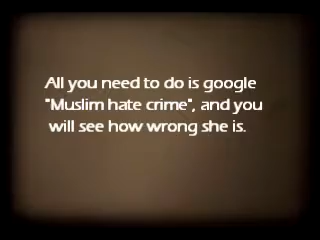 All you need to do is google
"Muslim hate crime", and you
will see how wrong she is.